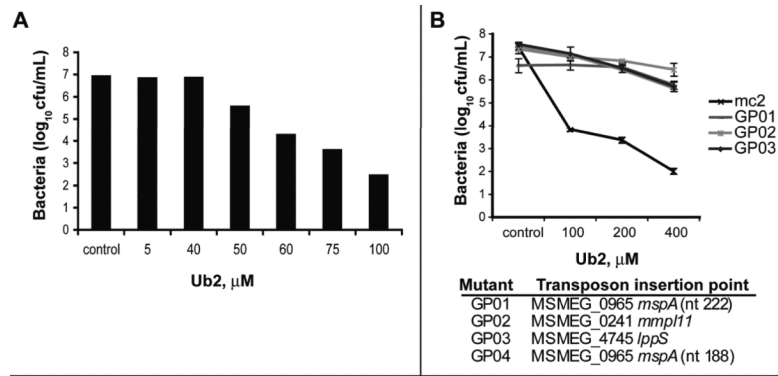 A
Bacteria (log10 cfu/mL)
8
7
6
5
4
3
2
1
0
control 5 40 50 60 75 100
Ub2, μM
B
Bacteria (log10 cfu/mL)
8
7
6
5
4
3
2
1
0
control 100 200 400
Ub2, μM
mc2
GP01
GP02
GP03
Mutant Transposon insertion point
GP01 MSMEG_0965 mspA (nt 222)
GP02 MSMEG_0241 mmpl11
GP03 MSMEG_4745 lppS
GP04 MSMEG_0965 mspA (nt 188)